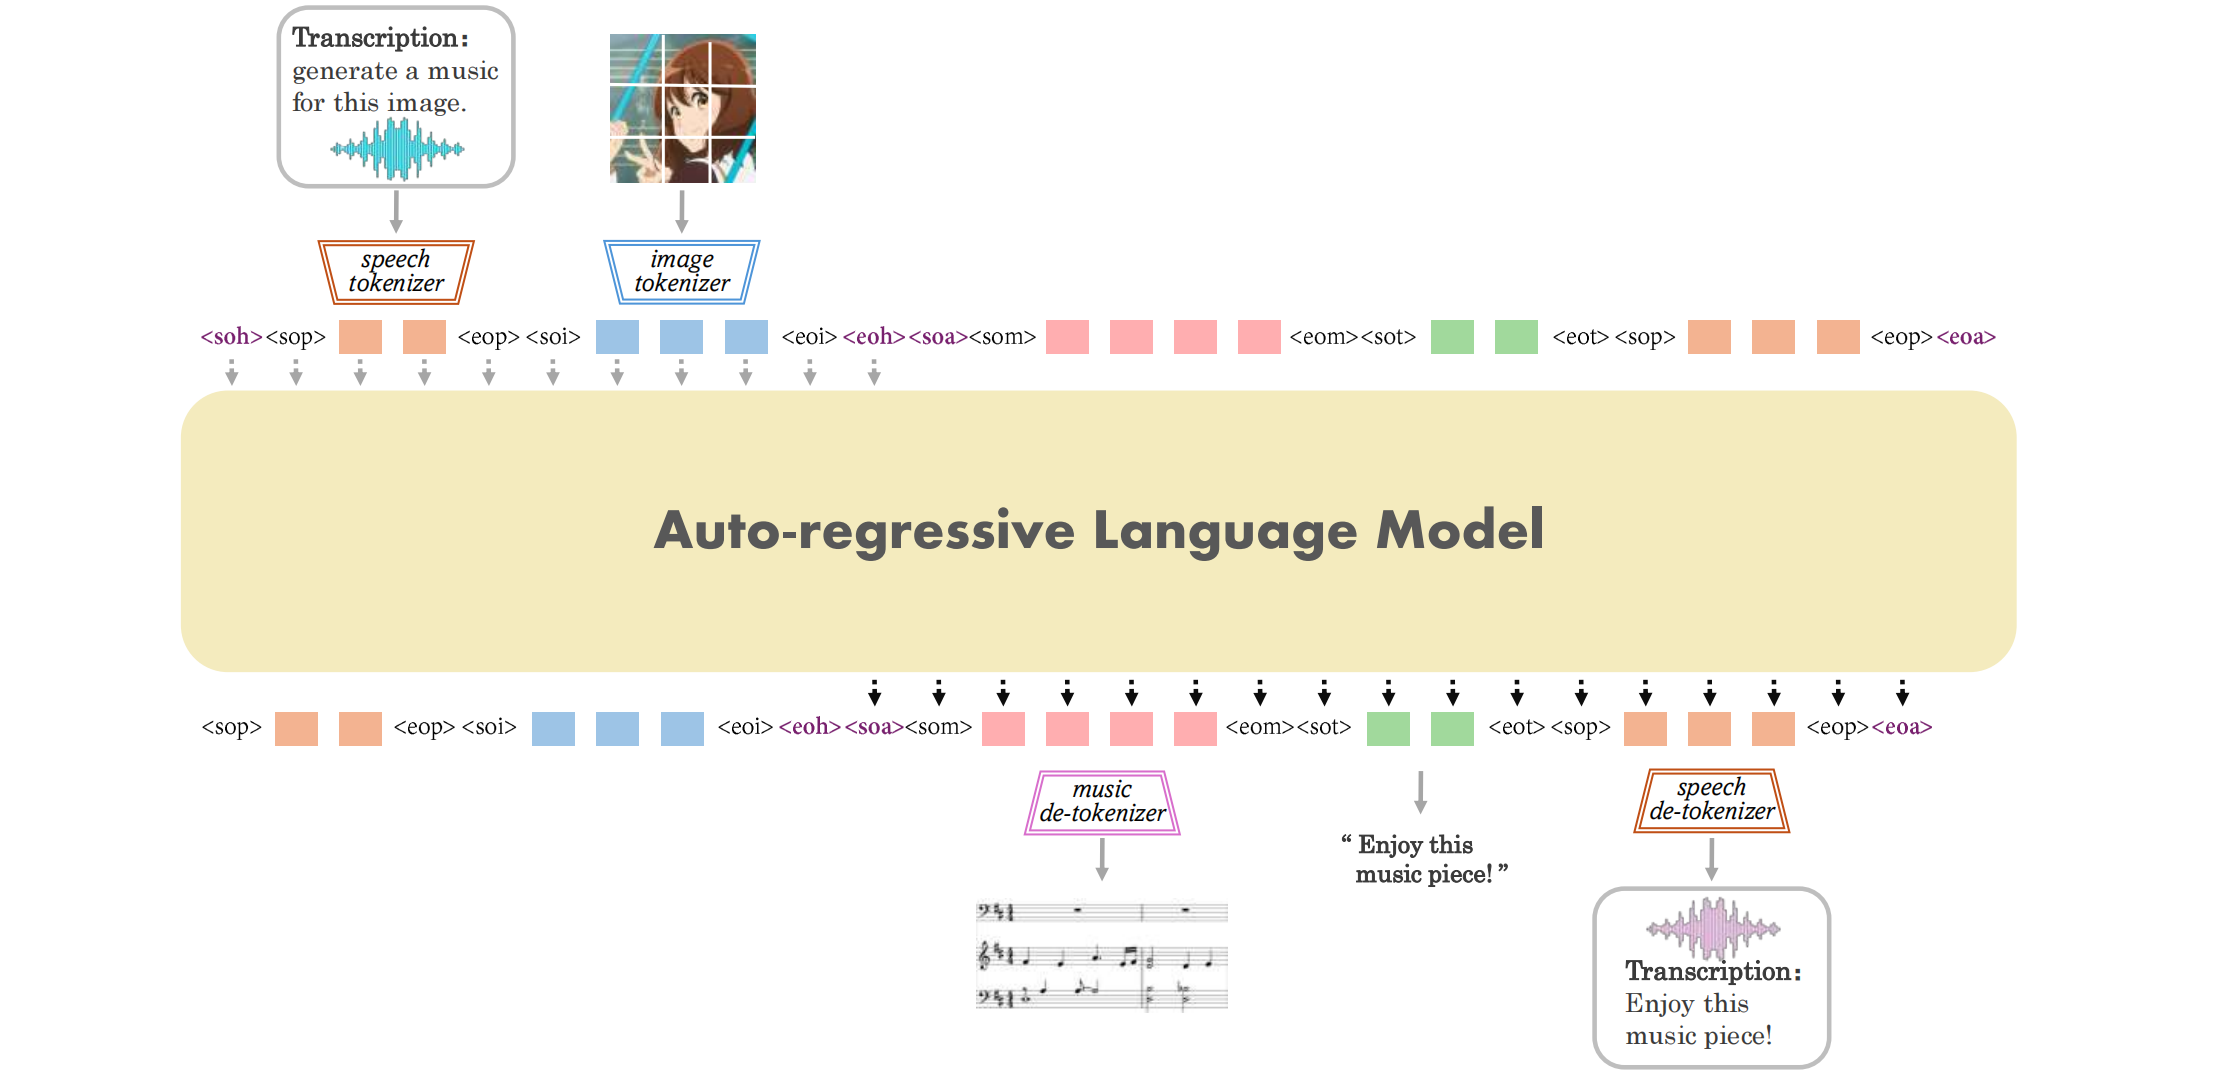 Transcription:
generate a music
for this image.
speech
tokenizer
image
tokenizer
<soh> <sop> <eop> <soi> <eoi> <eoh> <soa> <som> <eom> <sot> <eot> <sop> <eop> <eoa>
Auto-regressive Language Model
<sop> <eop> <soi> <eoi> <eoh> <soa> <som> <eom> <sot> <eot> <sop> <eop> <eoa>
music
de-tokenizer
“ Enjoy this
music piece! ”
speech
de-tokenizer
Transcription:
Enjoy this
music piece!